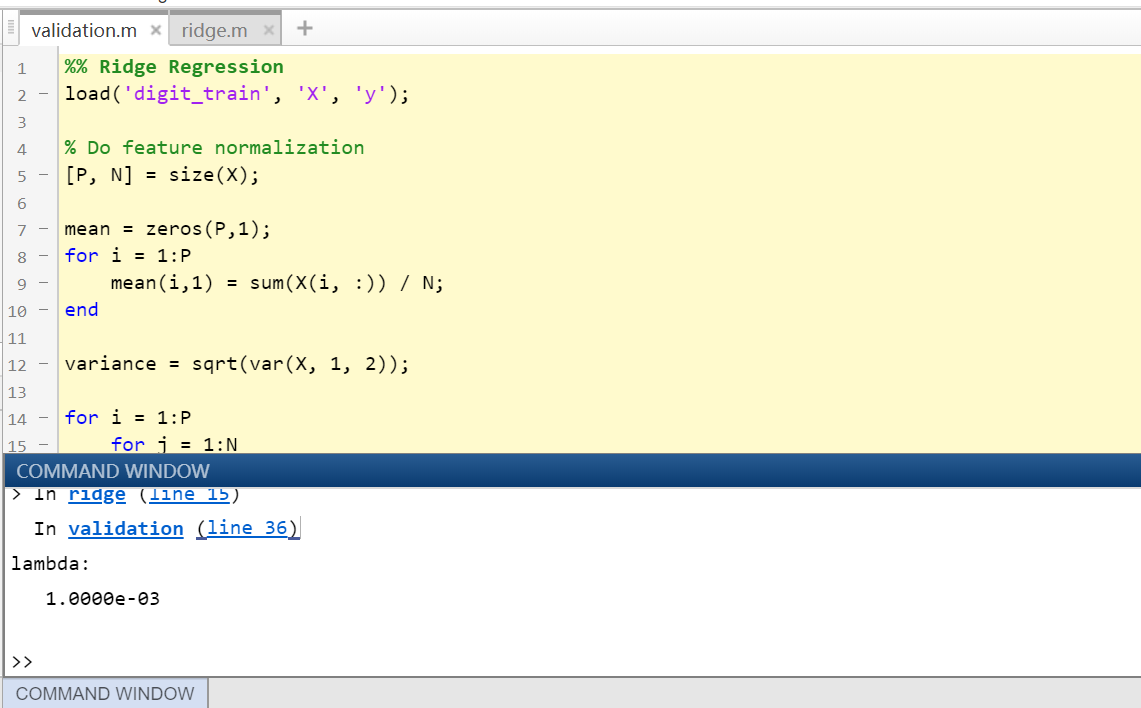 validation.m × ridge.m × +
1 %% Ridge Regression
2 − load('digit_train', 'X', 'y');
3
4 % Do feature normalization
5 − [P, N] = size(X);
6
7 − mean = zeros(P,1);
8 − for i = 1:P
9 − mean(i,1) = sum(X(i, :)) / N;
10 − end
11
12 − variance = sqrt(var(X, 1, 2));
13
14 − for i = 1:P
15 − for j = 1:N
COMMAND WINDOW
> In ridge (line 15)
In validation (line 36)
lambda:
1.0000e-03
>>
COMMAND WINDOW